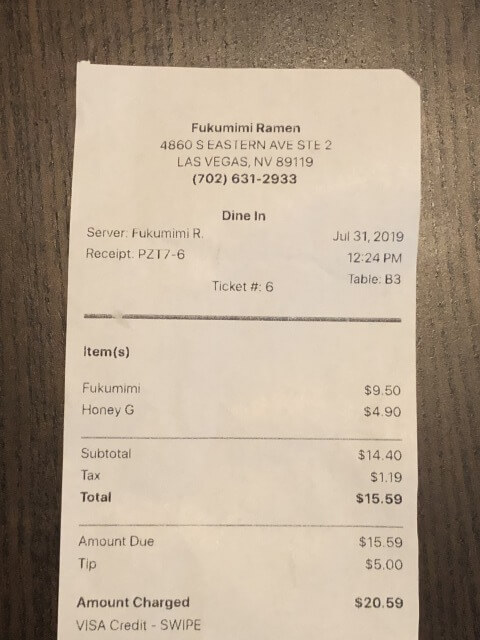 Fukumimi Ramen
4860 S EASTERN AVE STE 2
LAS VEGAS, NV 89119
(702) 631-2933
Dine In
Server: Fukumimi R. Jul 31, 2019
Receipt: PZT7-6 12:24 PM
Table: B3
Ticket #: 6
Item(s)
Fukumimi $9.50
Honey G $4.90
Subtotal $14.40
Tax $1.19
Total $15.59
Amount Due $15.59
Tip $5.00
Amount Charged $20.59
VISA Credit - SWIPE